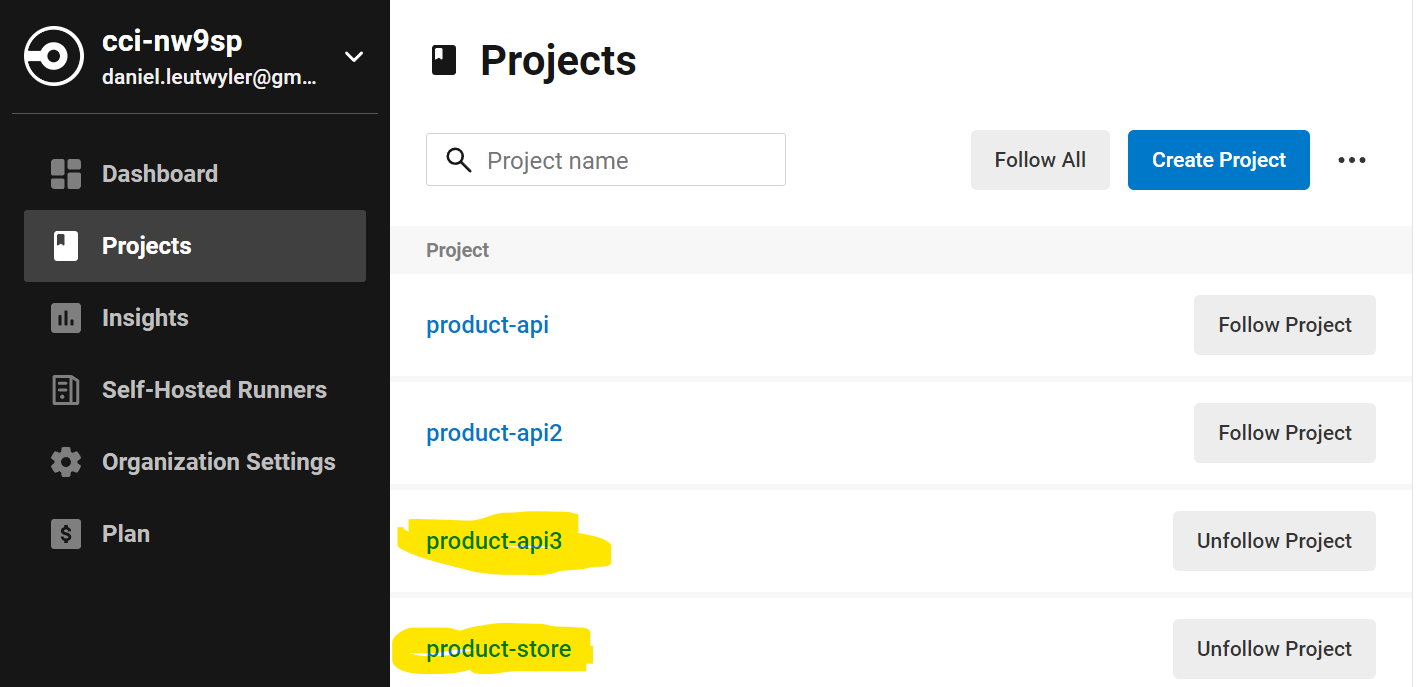 cci-nw9sp
daniel.leutwyler@gm...
Dashboard
Projects
Insights
Self-Hosted Runners
Organization Settings
Plan
Projects
Project name
Follow All
Create Project
Project
product-api
Follow Project
product-api2
Follow Project
product-api3
Unfollow Project
product-store
Unfollow Project